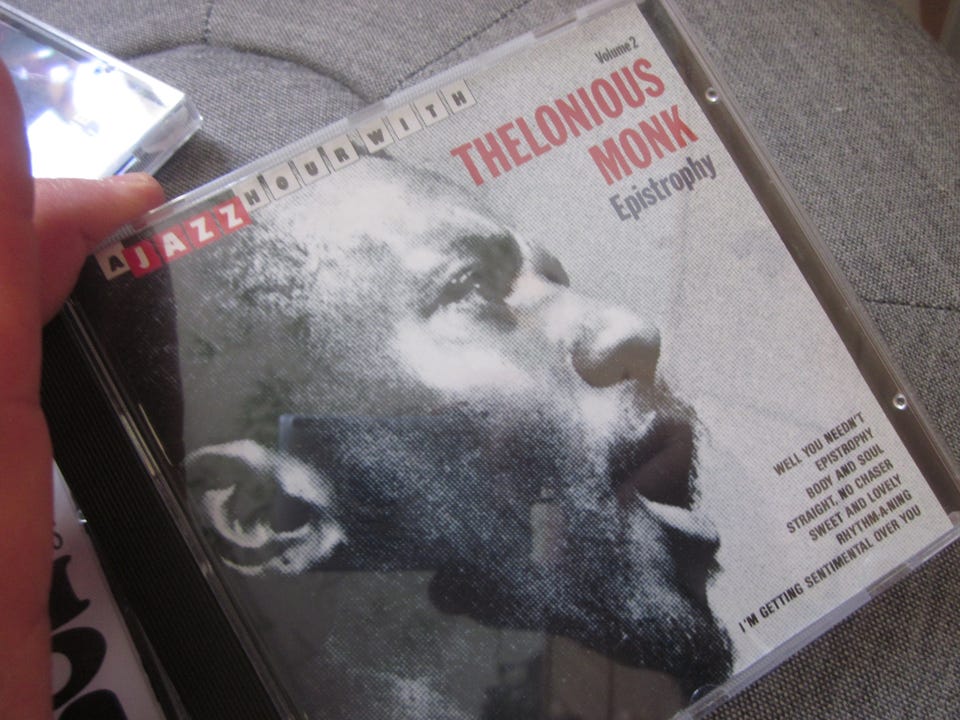 A JAZZ HOUR WITH
Volume 2
THELONIOUS
MONK
Epistrophy
WELL YOU NEEDN'T
EPISTROPHY
BODY AND SOUL
STRAIGHT, NO CHASER
SWEET AND LOVELY
RHYTHM-A-NING
I'M GETTING SENTIMENTAL OVER YOU